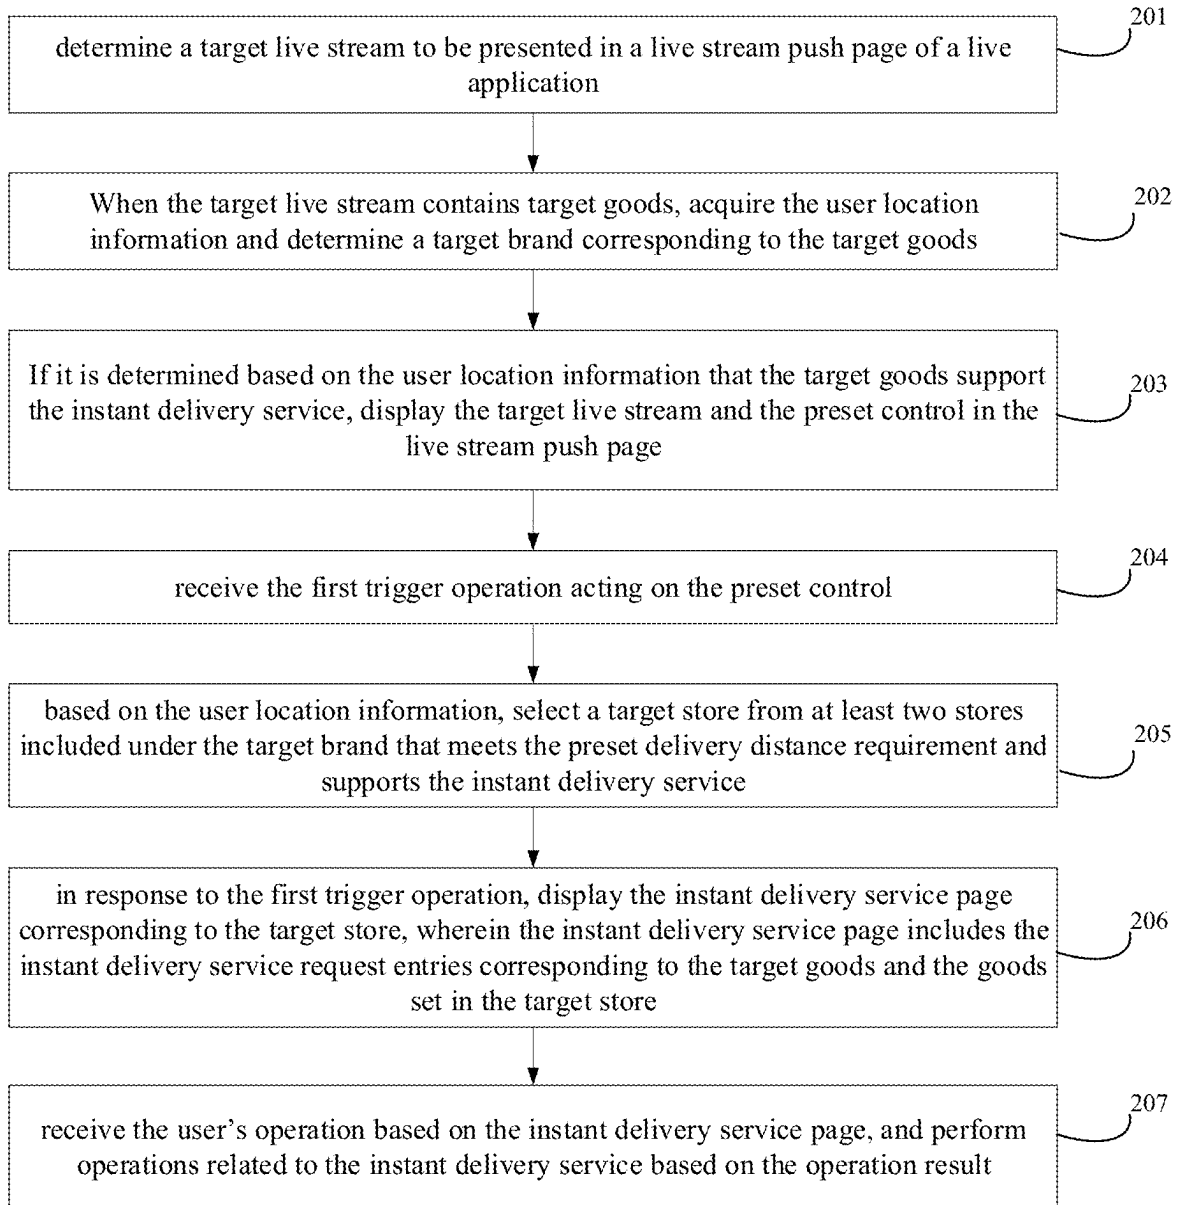 201
determine a target live stream to be presented in a live stream push page of a live
application
202
When the target live stream contains target goods, acquire the user location
information and determine a target brand corresponding to the target goods
203
If it is determined based on the user location information that the target goods support
the instant delivery service, display the target live stream and the preset control in the
live stream push page
204
receive the first trigger operation acting on the preset control
205
based on the user location information, select a target store from at least two stores
included under the target brand that meets the preset delivery distance requirement and
supports the instant delivery service
206
in response to the first trigger operation, display the instant delivery service page
corresponding to the target store, wherein the instant delivery service page includes the
instant delivery service request entries corresponding to the target goods and the goods
set in the target store
207
receive the user's operation based on the instant delivery service page, and perform
operations related to the instant delivery service based on the operation result